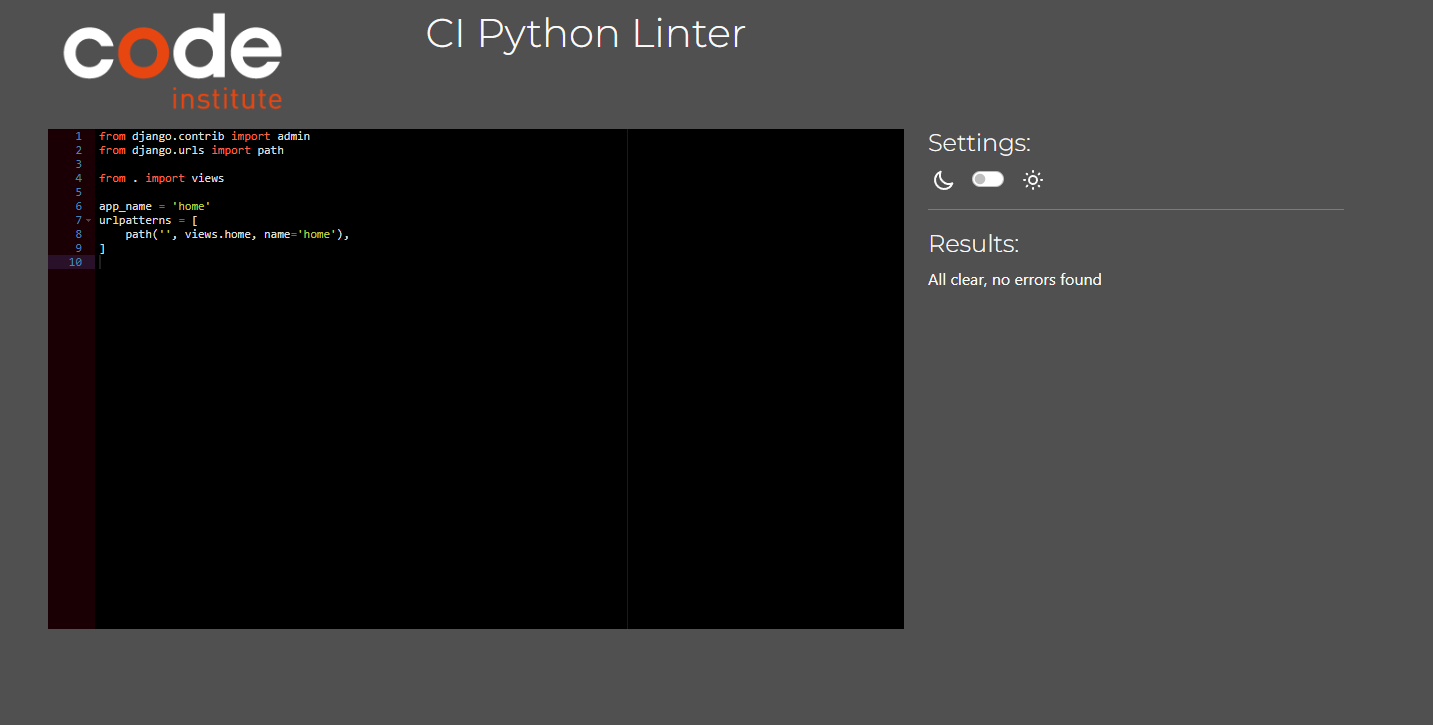 code
institute
CI Python Linter
1 from django.contrib import admin
2 from django.urls import path
3
4 from . import views
5
6 app_name = 'home'
7 urlpatterns = [
8     path('', views.home, name='home'),
9 ]
10
Settings:
Results:
All clear, no errors found